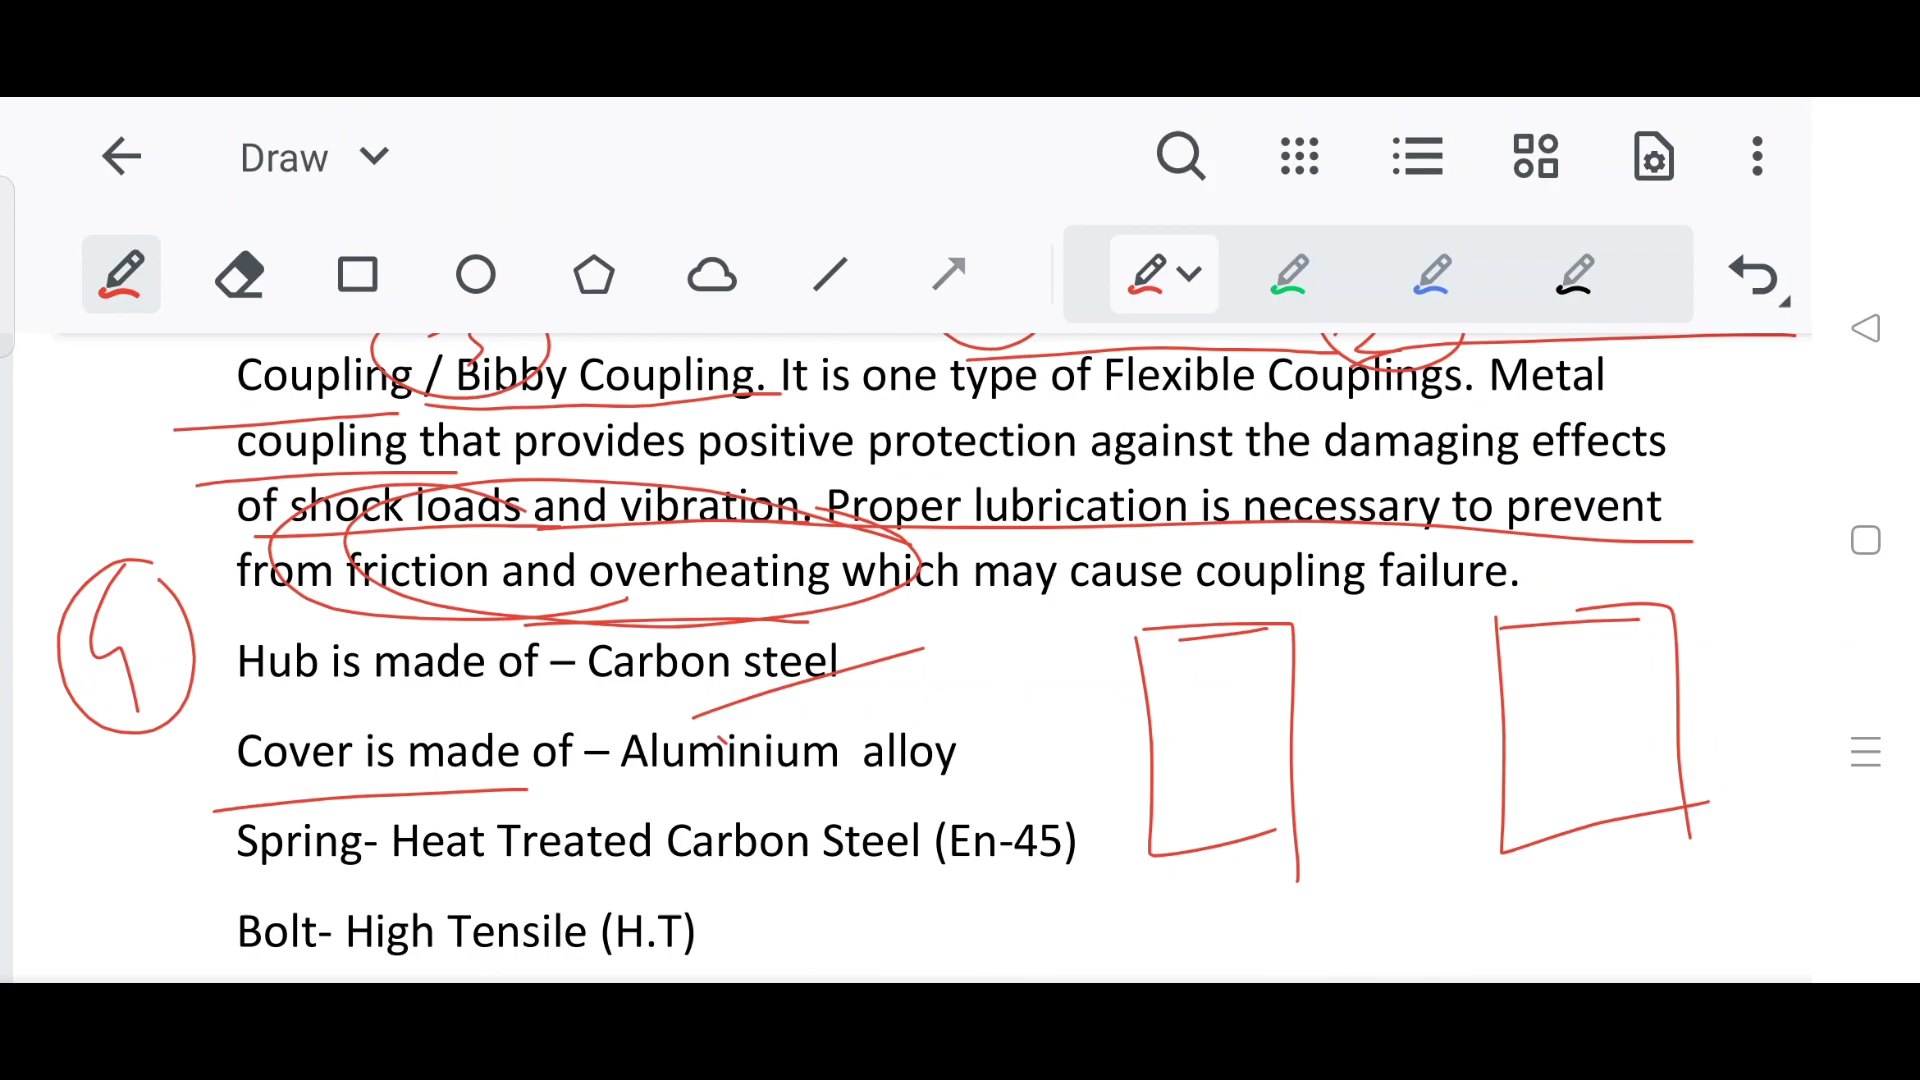 Draw
Coupling / Bibby Coupling. It is one type of Flexible Couplings. Metal
coupling that provides positive protection against the damaging effects
of shock loads and vibration. Proper lubrication is necessary to prevent
from friction and overheating which may cause coupling failure.
Hub is made of – Carbon steel
Cover is made of – Aluminium alloy
Spring- Heat Treated Carbon Steel (En-45)
Bolt- High Tensile (H.T)